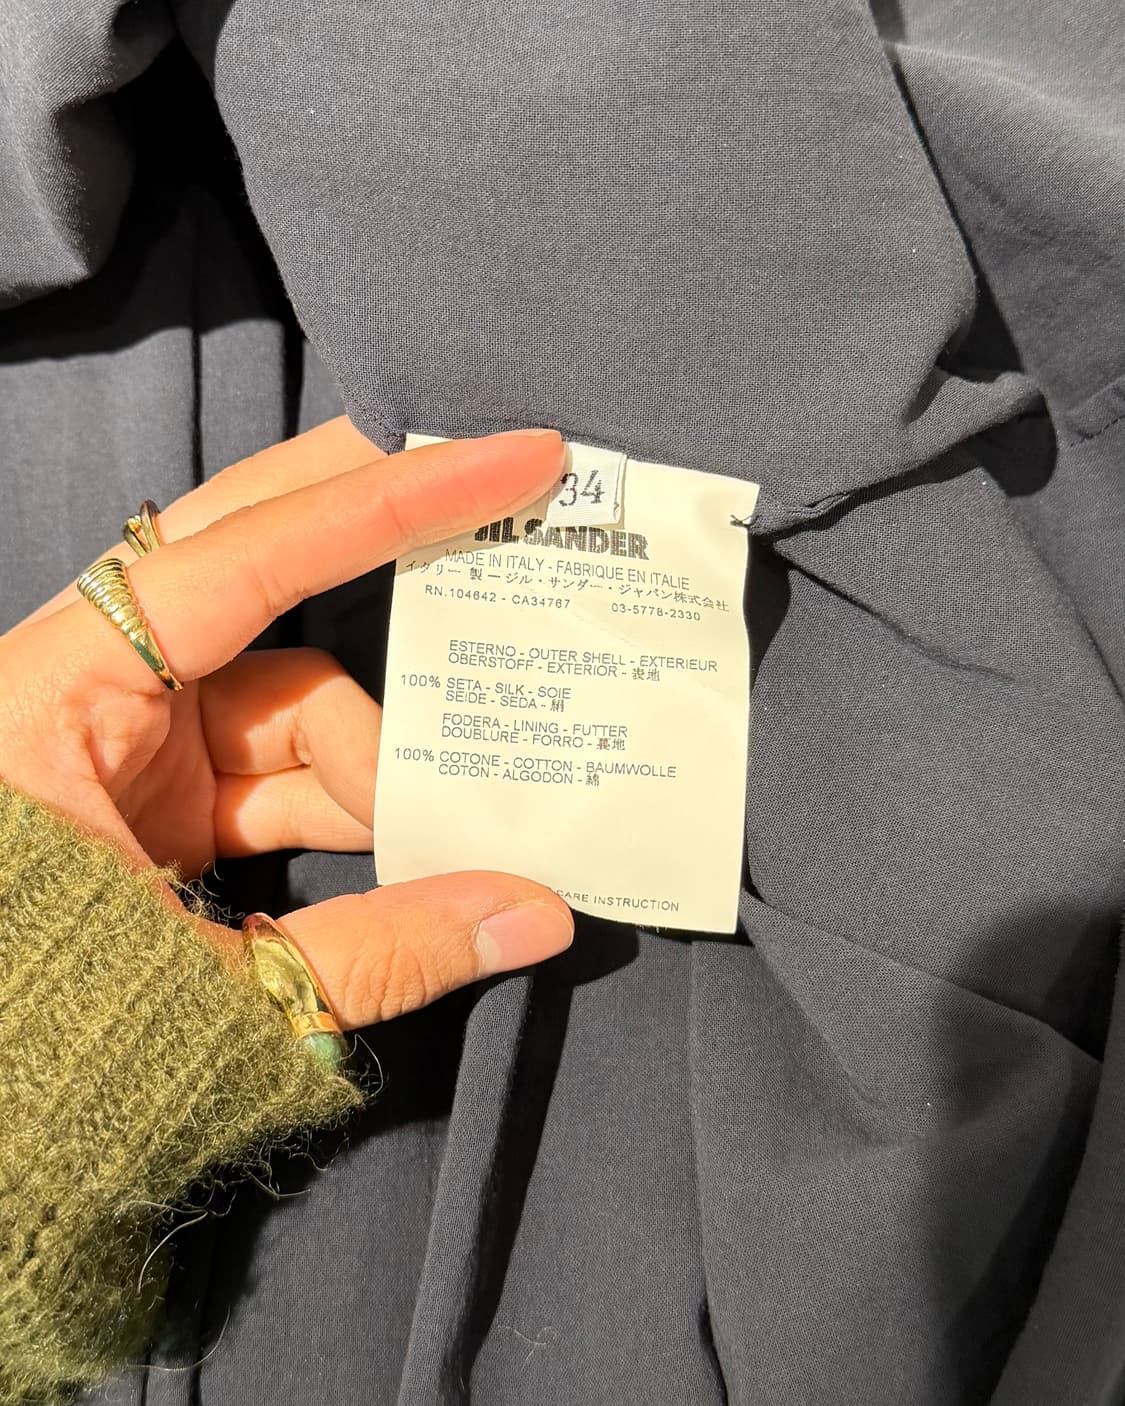 34
JIL SANDER
MADE IN ITALY - FABRIQUE EN ITALIE
イタリー 製 ー ジル・サンダー・ジャパン株式会社
RN.104642 - CA34767 03-5778-2330
ESTERNO - OUTER SHELL - EXTERIEUR
OBERSTOFF - EXTERIOR - 表地
100% SETA - SILK - SOIE
SEIDE - SEDA - 絹
FODERA - LINING - FUTTER
DOUBLURE - FORRO - 裏地
100% COTONE - COTTON - BAUMWOLLE
COTON - ALGODON - 綿
CARE INSTRUCTION